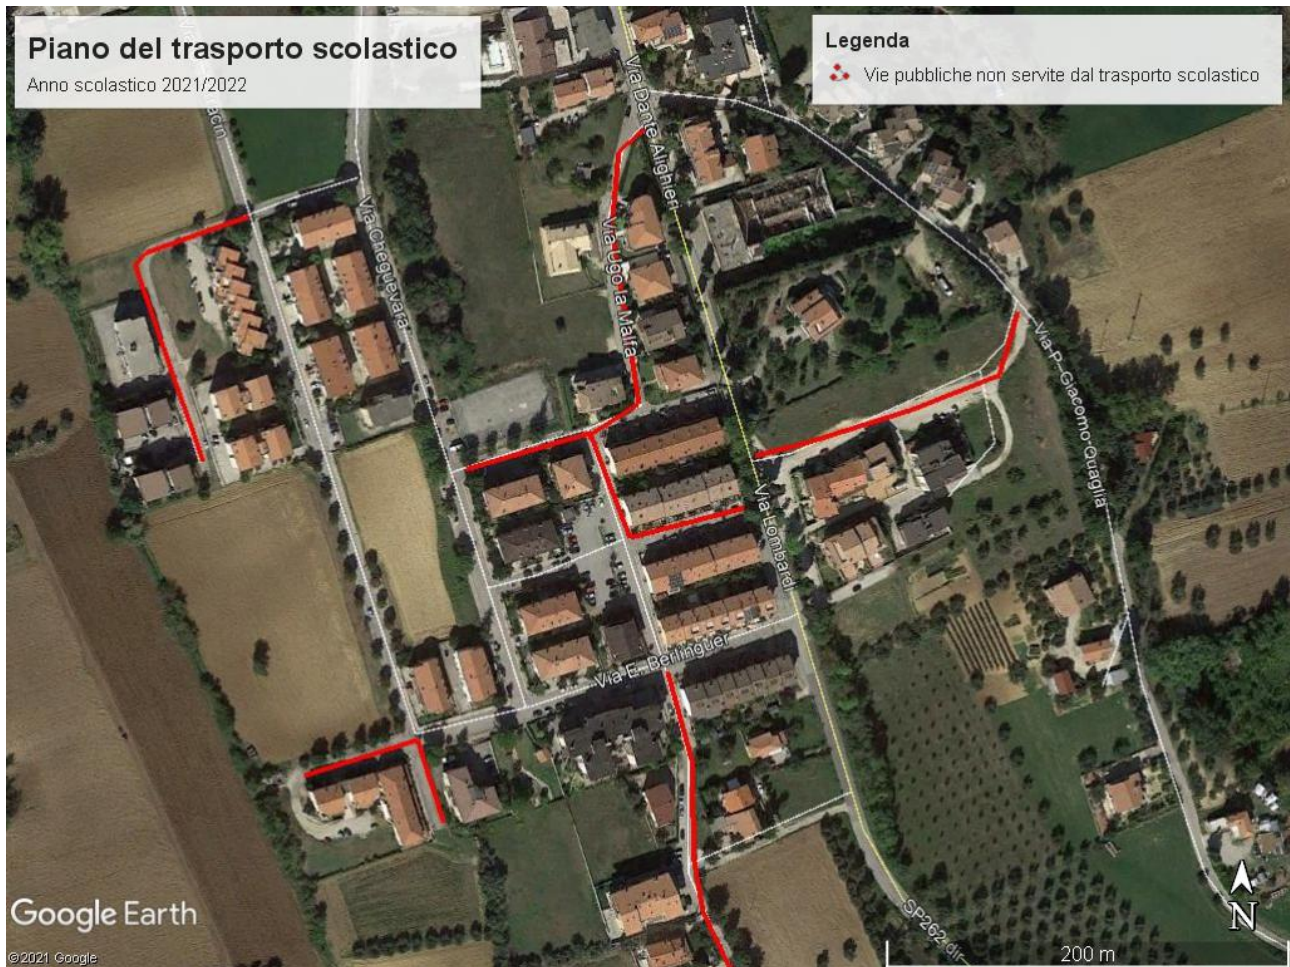 Piano del trasporto scolastico
Anno scolastico 2021/2022
Legenda
Vie pubbliche non servite dal trasporto scolastico
Via Dante Alighieri
Via Cheguevara
Via Ugo la Malfa
Via P. Giacomo Quaglia
Via Lombardi
Via E. Berlinguer
SP262 dir
Google Earth
©2021 Google
N
200 m